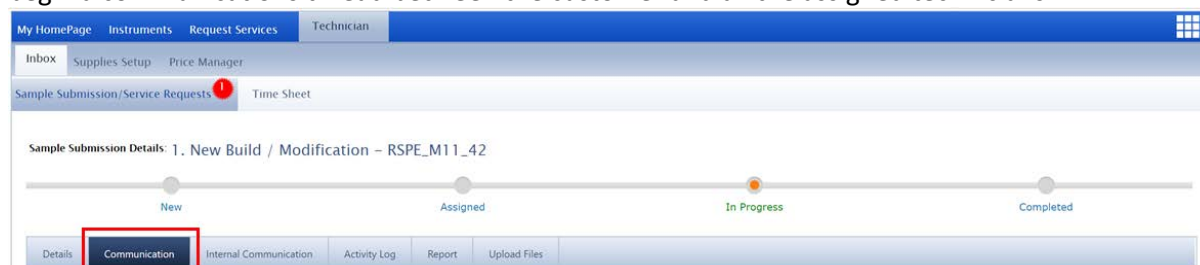 My HomePage Instruments Request Services Technician
Inbox Supplies Setup Price Manager
Sample Submission/Service Requests 1 Time Sheet
Sample Submission Details: 1. New Build / Modification – RSPE_M11_42
New Assigned In Progress Completed
Details Communication Internal Communication Activity Log Report Upload Files